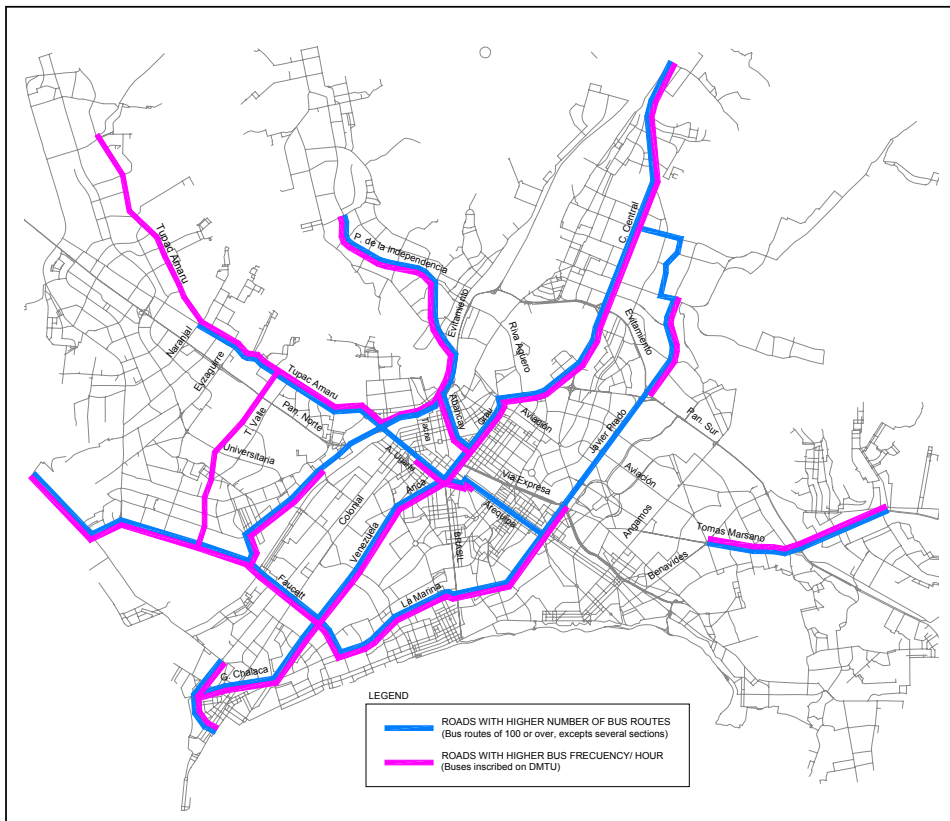 Tupac Amaru
P. de la Independencia
C. Central
Evitamiento
Riva Aguero
Evitamiento
Naranjal
Elyzaguirre
Tupac Amaru
Pan. Norte
T. Valle
Universitaria
Abancay
Tacna
Grau
Aviación
Javier Prado
Pan. Sur
A. Ugarte
Arica
Via Expresa
Aviación
Colonial
Venezuela
Arequipa
BRASIL
Angamos
Tomas Marsano
Benavides
Faucett
La Marina
G. Chalaca
LEGEND
ROADS WITH HIGHER NUMBER OF BUS ROUTES
(Bus routes of 100 or over, excepts several sections)
ROADS WITH HIGHER BUS FRECUENCY/ HOUR
(Buses inscribed on DMTU)